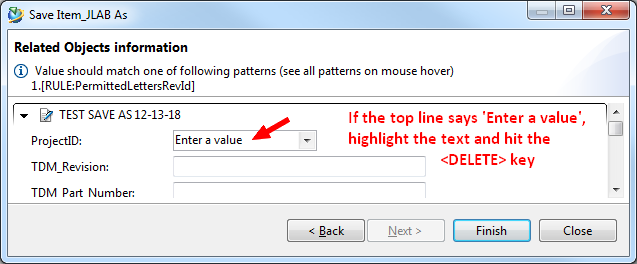 Save Item_JLAB As
Related Objects information
Value should match one of following patterns (see all patterns on mouse hover)
1.[RULE:PermittedLettersRevId]
TEST SAVE AS 12-13-18
ProjectID:
Enter a value
If the top line says 'Enter a value',
highlight the text and hit the
<DELETE> key
TDM_Revision:
TDM Part Number:
< Back
Next >
Finish
Close